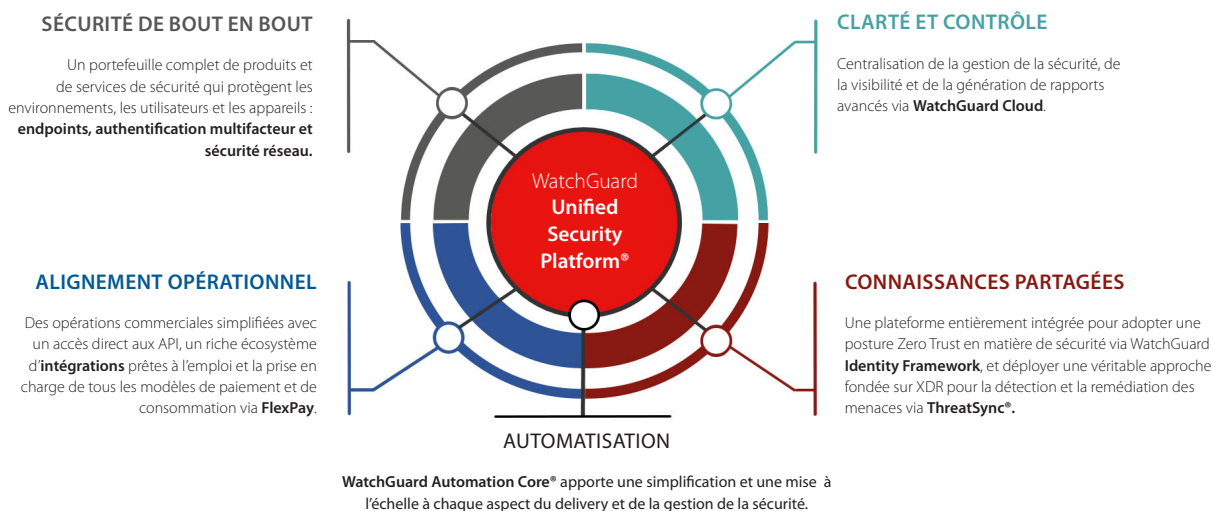 SÉCURITÉ DE BOUT EN BOUT
Un portefeuille complet de produits et
de services de sécurité qui protègent les
environnements, les utilisateurs et les appareils :
endpoints, authentification multifacteur et
sécurité réseau.
CLARTÉ ET CONTRÔLE
Centralisation de la gestion de la sécurité, de
la visibilité et de la génération de rapports
avancés via WatchGuard Cloud.
WatchGuard
Unified
Security
Platform®
ALIGNEMENT OPÉRATIONNEL
Des opérations commerciales simplifiées avec
un accès direct aux API, un riche écosystème
d'intégrations prêtes à l'emploi et la prise en
charge de tous les modèles de paiement et de
consommation via FlexPay.
CONNAISSANCES PARTAGÉES
Une plateforme entièrement intégrée pour adopter une
posture Zero Trust en matière de sécurité via WatchGuard
Identity Framework, et déployer une véritable approche
fondée sur XDR pour la détection et la remédiation des
menaces via ThreatSync®.
AUTOMATISATION
WatchGuard Automation Core® apporte une simplification et une mise à
l'échelle à chaque aspect du delivery et de la gestion de la sécurité.